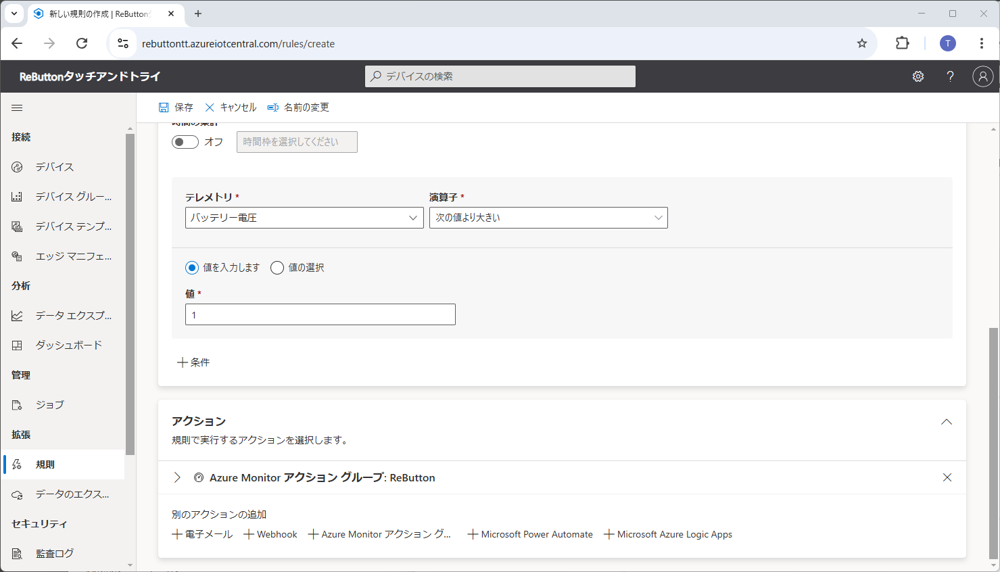 新しい規則の作成 | ReButton
rebuttontt.azureiotcentral.com/rules/create
T
ReButtonタッチアンドトライ
デバイスの検索
保存 キャンセル 名前の変更
接続
デバイス
デバイス グルー...
デバイス テンプ...
エッジ マニフェ...
分析
データ エクスプ...
ダッシュボード
管理
ジョブ
拡張
規則
データのエクス...
セキュリティ
監査ログ
時間の集計
オフ 時間枠を選択してください
テレメトリ * 演算子 *
バッテリー電圧 次の値より大きい
値を入力します 値の選択
値 *
1
条件
アクション
規則で実行するアクションを選択します。
Azure Monitor アクション グループ: ReButton
別のアクションの追加
電子メール Webhook Azure Monitor アクション グ... Microsoft Power Automate Microsoft Azure Logic Apps